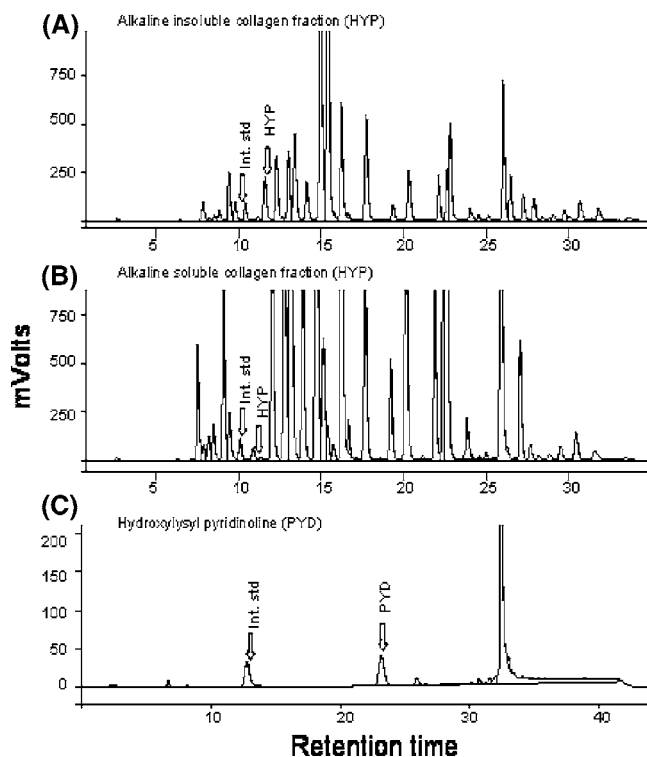 (A) Alkaline insoluble collagen fraction (HYP)
750
500
250
Int. std
HYP
5 10 15 20 25 30
(B) Alkaline soluble collagen fraction (HYP)
750
500
250
Int. std
HYP
5 10 15 20 25 30
mVolts
(C) Hydroxylysyl pyridinoline (PYD)
200
150
100
50
0
Int. std
PYD
10 20 30 40
Retention time